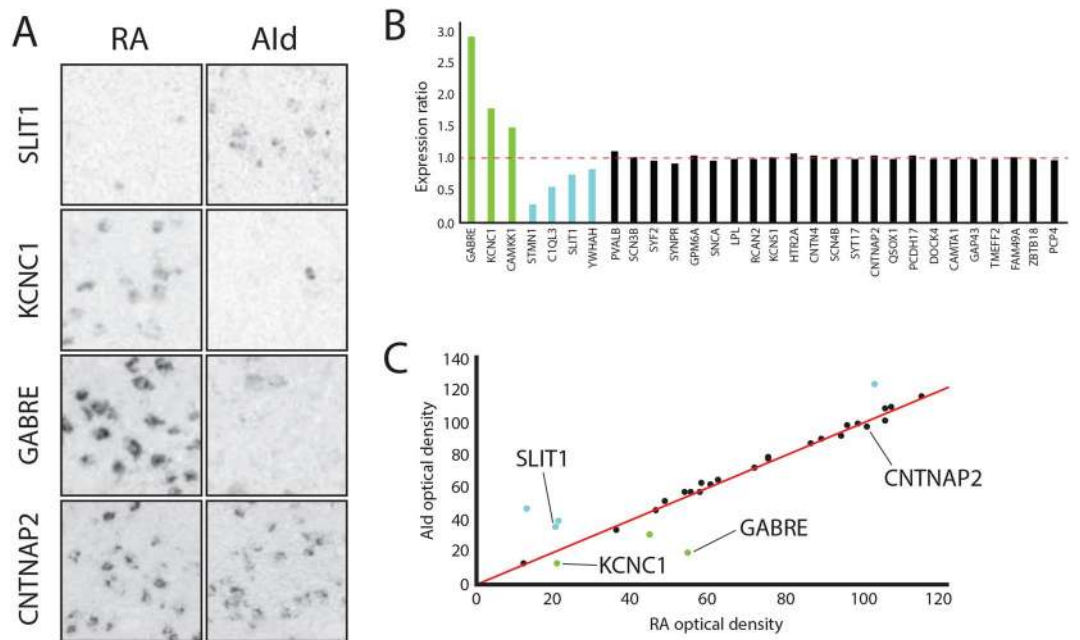 A
RA
AId
SLIT1
KCNC1
GABRE
CNTNAP2
B
Expression ratio
3.0
2.5
2.0
1.5
1.0
0.5
0.0
GABRE
KCNC1
CAMKK1
STMN1
C1QL3
SLIT1
YWHAH
PVALB
SCN3B
SYF2
SYNPR
GPM6A
SNCA
LPL
RCAN2
KCNS1
HTR2A
CNTN4
SCN4B
SYT17
CNTNAP2
QSOX1
PCDH17
DOCK4
CAMTA1
GAP43
TMEFF2
FAM49A
ZBTB18
PCP4
C
AId optical density
140
120
100
80
60
40
20
0
SLIT1
CNTNAP2
GABRE
KCNC1
0 20 40 60 80 100 120
RA optical density